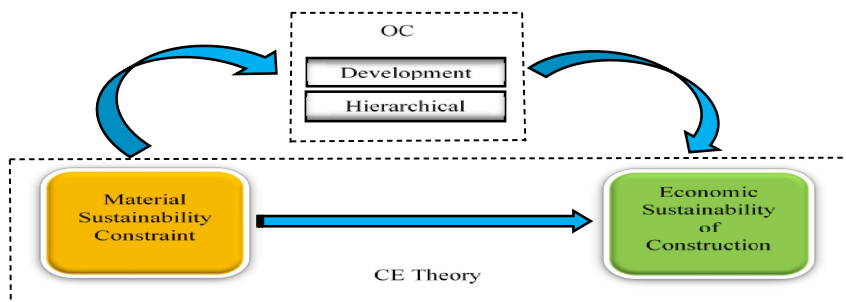 OC
Development
Hierarchical
Material
Sustainability
Constraint
Economic
Sustainability
of
Construction
CE Theory